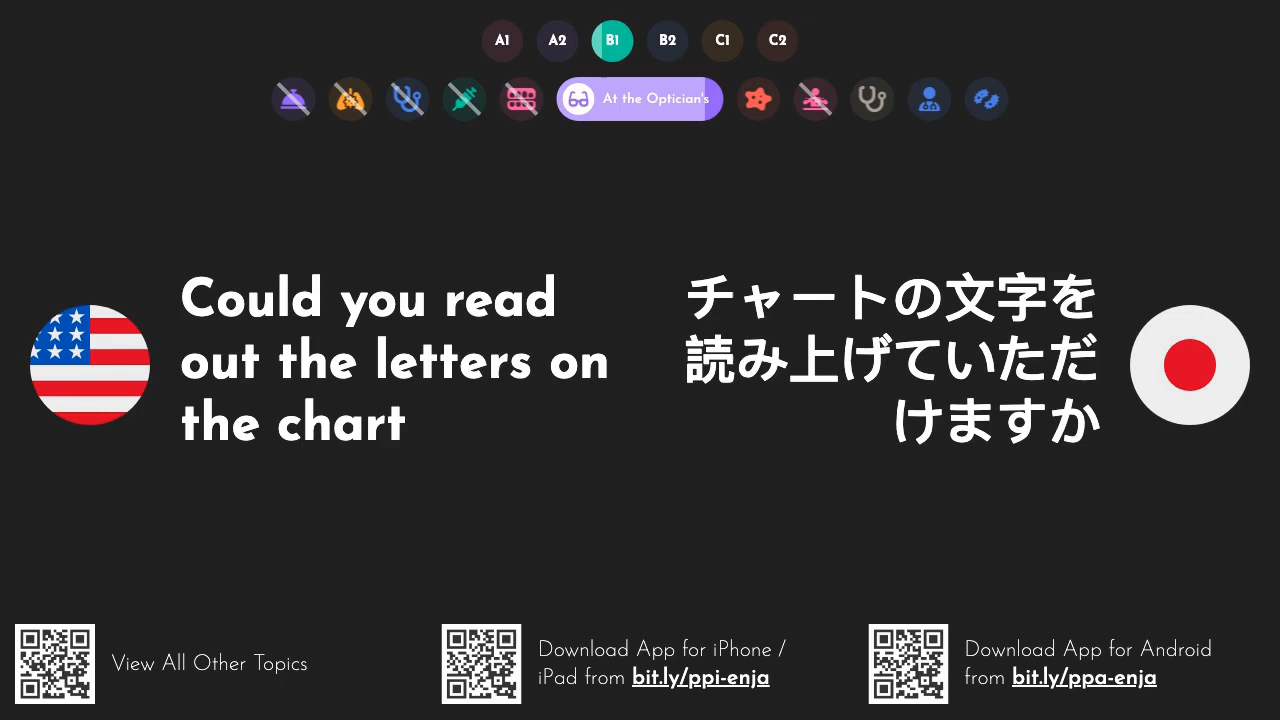 A1 A2 B1 B2 C1 C2
At the Optician's
Could you read
out the letters on
the chart
チャートの文字を
読み上げていただ
けますか
View All Other Topics
Download App for iPhone /
iPad from bit.ly/ppi-enja
Download App for Android
from bit.ly/ppa-enja